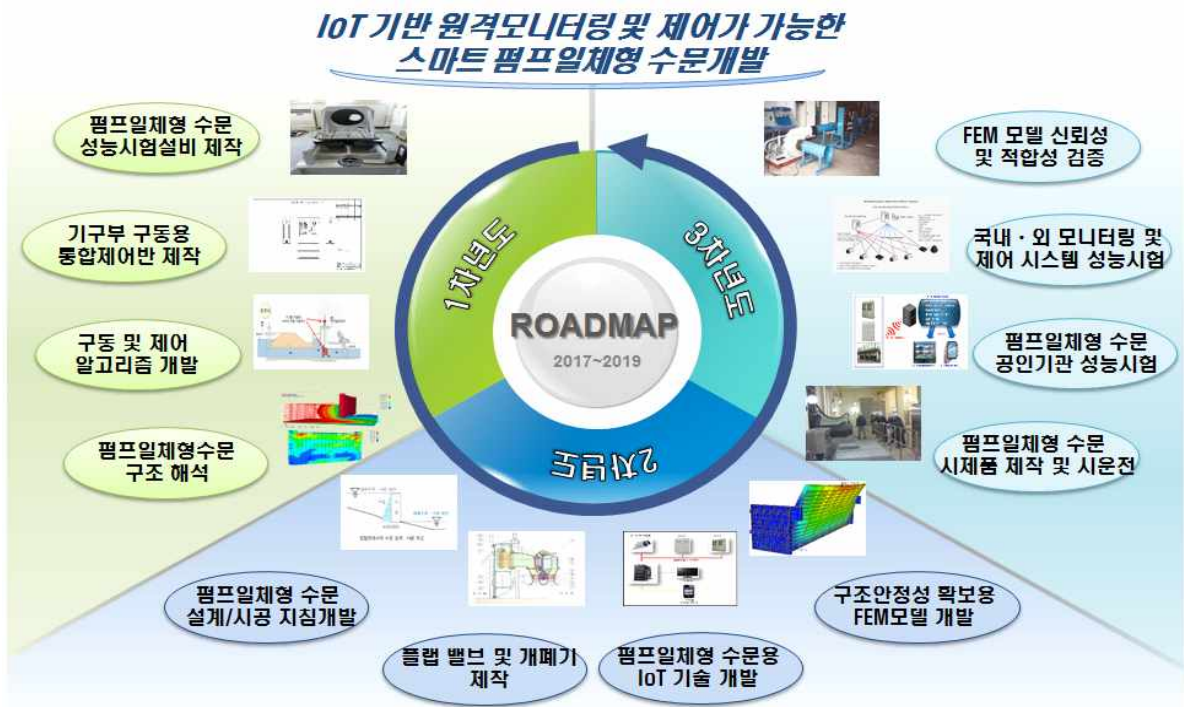 IoT 기반 원격모니터링 및 제어가 가능한
스마트 펌프일체형 수문개발
펌프일체형 수문
성능시험설비 제작
기구부 구동용
통합제어반 제작
구동 및 제어
알고리즘 개발
펌프일체형수문
구조 해석
1차년도
3차년도
2차년도
ROADMAP
2017~2019
FEM 모델 신뢰성
및 적합성 검증
국내·외 모니터링 및
제어 시스템 성능시험
펌프일체형 수문
공인기관 성능시험
펌프일체형 수문
시제품 제작 및 시운전
펌프일체형 수문
설계/시공 지침개발
플랩 밸브 및 개폐기
제작
펌프일체형 수문용
IoT 기술 개발
구조안정성 확보용
FEM모델 개발